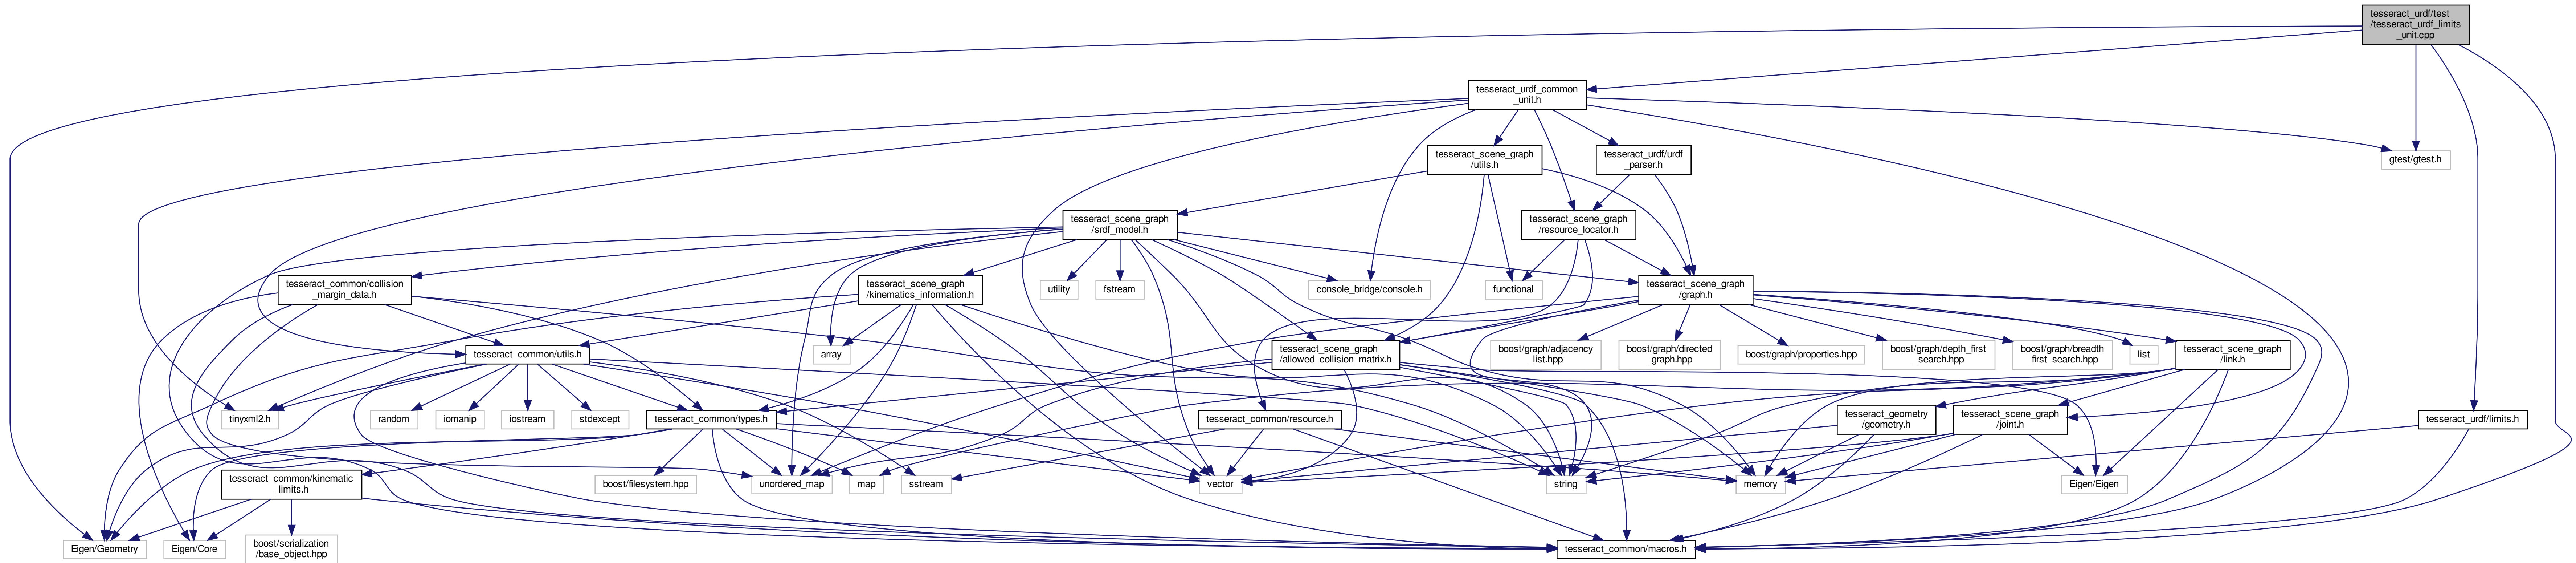 tesseract_urdf/test
/tesseract_urdf_limits
_unit.cpp
tesseract_urdf_common
_unit.h
tesseract_scene_graph
/utils.h
tesseract_urdf/urdf
_parser.h
gtest/gtest.h
tesseract_scene_graph
/srdf_model.h
tesseract_scene_graph
/resource_locator.h
tesseract_common/collision
_margin_data.h
tesseract_scene_graph
/kinematics_information.h
utility
fstream
console_bridge/console.h
functional
tesseract_scene_graph
/graph.h
tesseract_common/utils.h
array
tesseract_scene_graph
/allowed_collision_matrix.h
boost/graph/adjacency
_list.hpp
boost/graph/directed
_graph.hpp
boost/graph/properties.hpp
boost/graph/depth_first
_search.hpp
boost/graph/breadth
_first_search.hpp
list
tesseract_scene_graph
/link.h
tinyxml2.h
random
iomanip
iostream
stdexcept
tesseract_common/types.h
tesseract_common/resource.h
tesseract_geometry
/geometry.h
tesseract_scene_graph
/joint.h
tesseract_urdf/limits.h
tesseract_common/kinematic
_limits.h
boost/filesystem.hpp
unordered_map
map
sstream
vector
string
memory
Eigen/Eigen
Eigen/Geometry
Eigen/Core
boost/serialization
/base_object.hpp
tesseract_common/macros.h